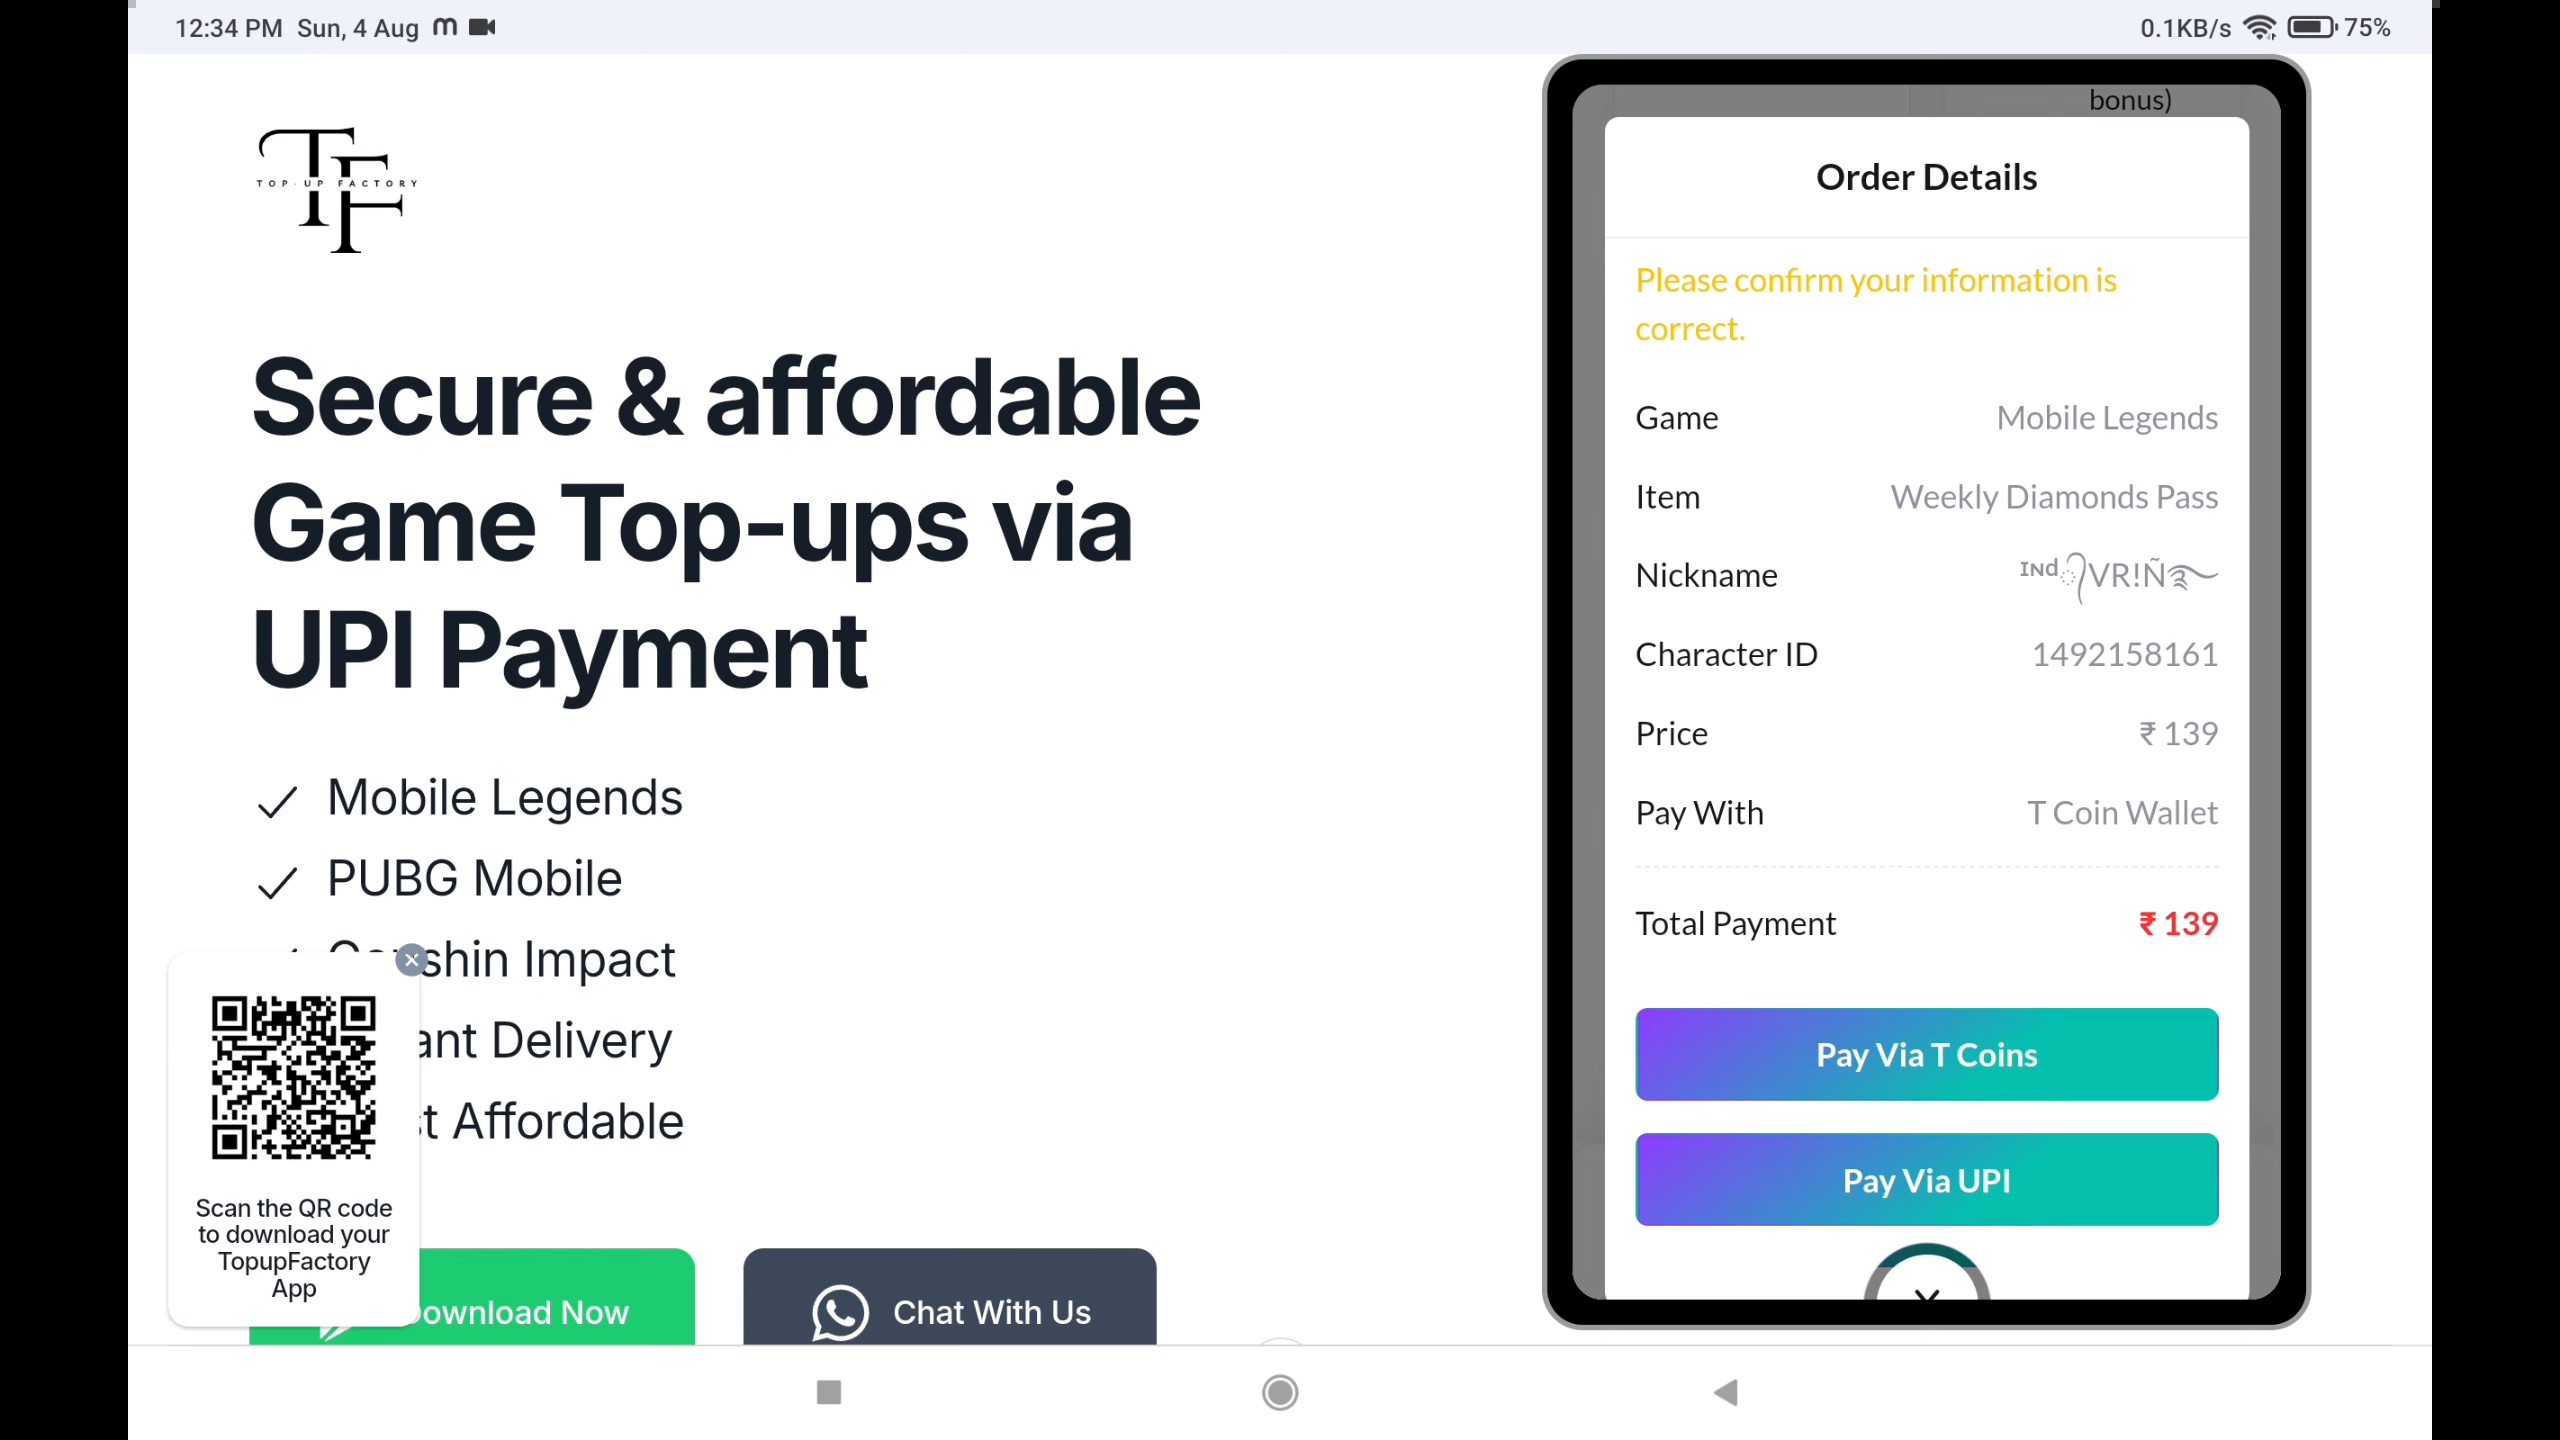 12:34 PM Sun, 4 Aug
0.1KB/s 75%
TOP-UP FACTORY
Secure & affordable
Game Top-ups via
UPI Payment
Mobile Legends
PUBG Mobile
shin Impact
ant Delivery
t Affordable
Scan the QR code
to download your
TopupFactory
App
ownload Now
Chat With Us
bonus)
Order Details
Please confirm your information is
correct.
Game Mobile Legends
Item Weekly Diamonds Pass
Nickname
Character ID 1492158161
Price ₹ 139
Pay With T Coin Wallet
Total Payment ₹ 139
Pay Via T Coins
Pay Via UPI